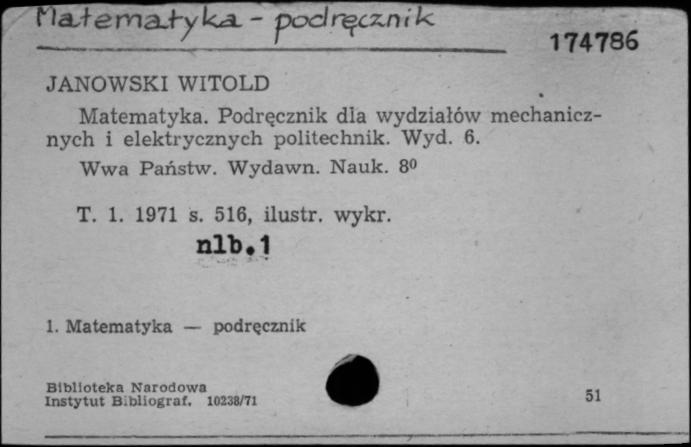 Matematyka - podręcznik
174786
JANOWSKI WITOLD
Matematyka. Podręcznik dla wydziałów mechanicz-
nych i elektrycznych politechnik. Wyd. 6.
Wwa Państw. Wydawn. Nauk. 8⁰
T. 1. 1971 s. 516, ilustr. wykr.
nlb.1
1. Matematyka — podręcznik
Biblioteka Narodowa
Instytut Bibliograf. 10238/71
51